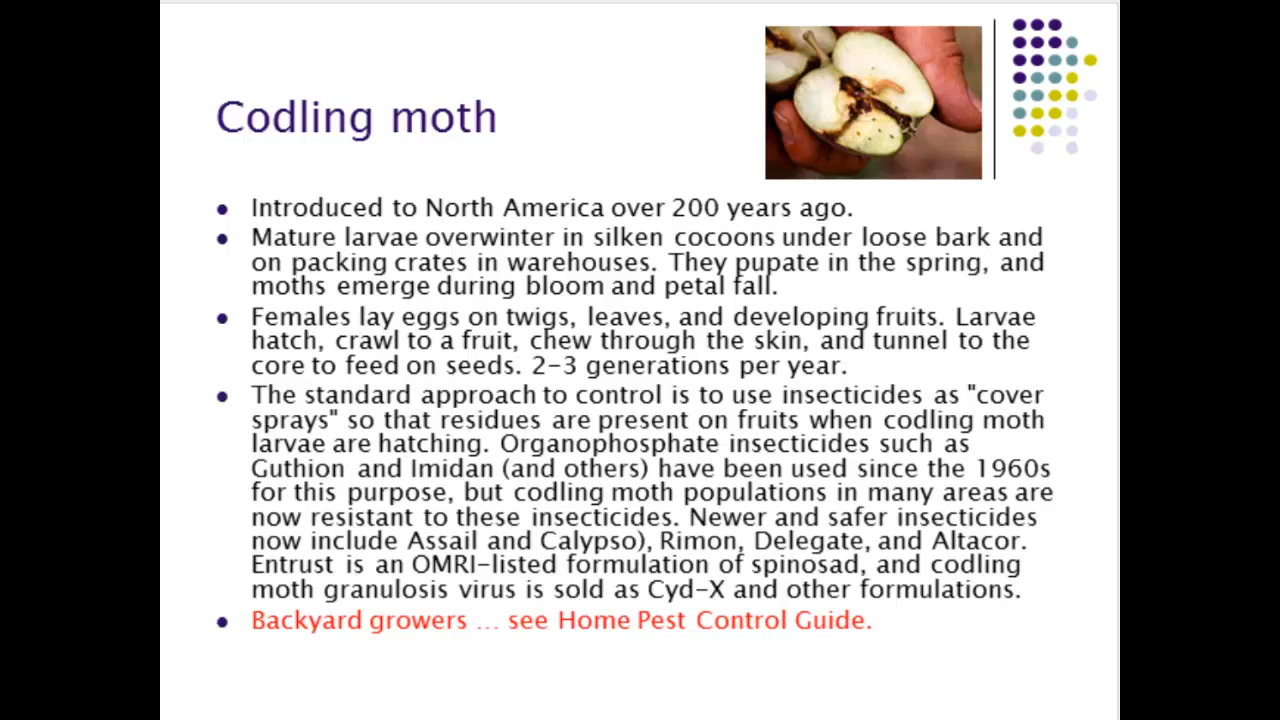 Codling moth
Introduced to North America over 200 years ago.
Mature larvae overwinter in silken cocoons under loose bark and
on packing crates in warehouses. They pupate in the spring, and
moths emerge during bloom and petal fall.
Females lay eggs on twigs, leaves, and developing fruits. Larvae
hatch, crawl to a fruit, chew through the skin, and tunnel to the
core to feed on seeds. 2-3 generations per year.
The standard approach to control is to use insecticides as "cover
sprays" so that residues are present on fruits when codling moth
larvae are hatching. Organophosphate insecticides such as
Guthion and Imidan (and others) have been used since the 1960s
for this purpose, but codling moth populations in many areas are
now resistant to these insecticides. Newer and safer insecticides
now include Assail and Calypso), Rimon, Delegate, and Altacor.
Entrust is an OMRI-listed formulation of spinosad, and codling
moth granulosis virus is sold as Cyd-X and other formulations.
Backyard growers ... see Home Pest Control Guide.